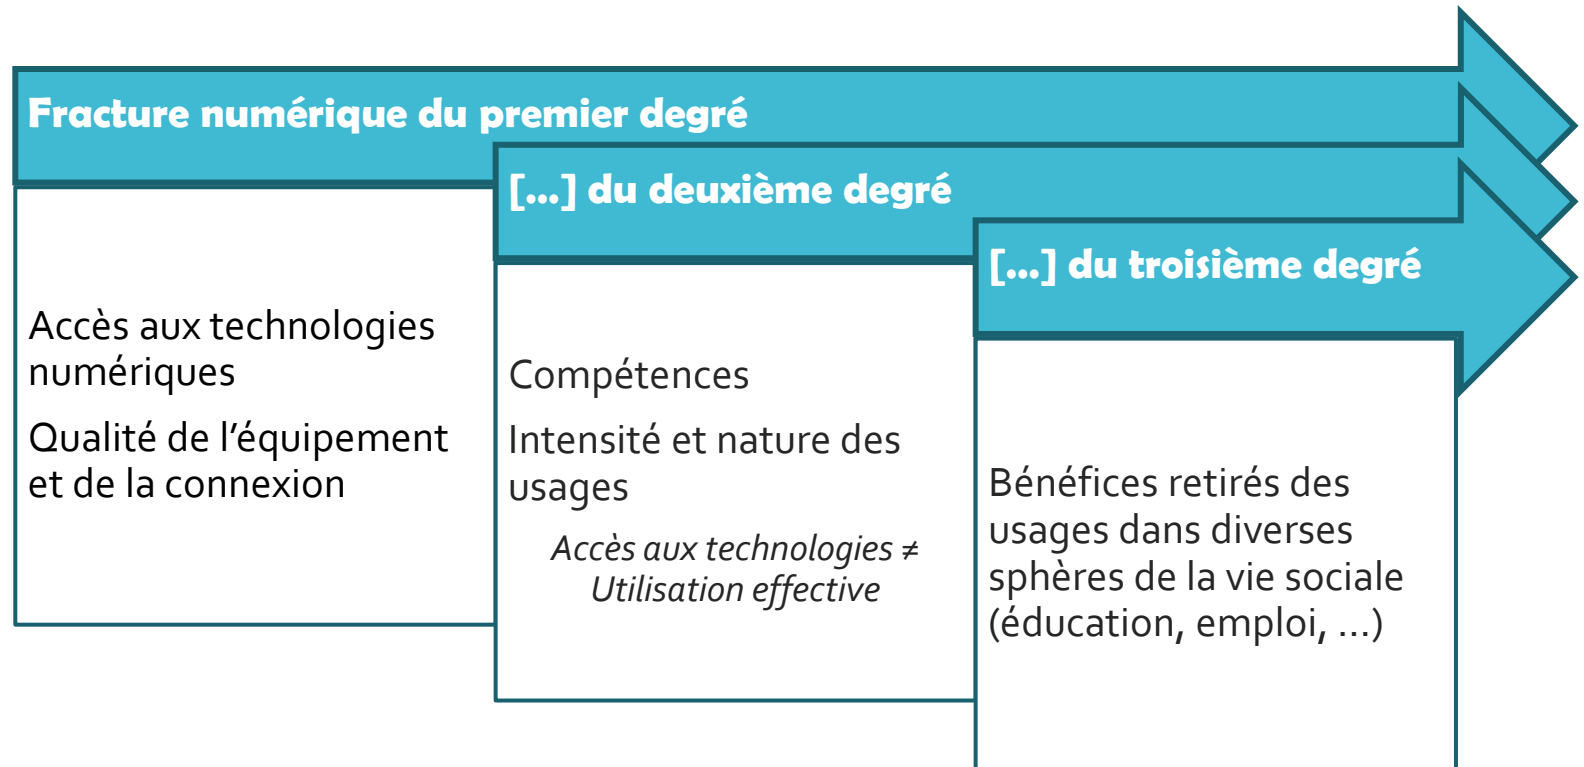 Fracture numérique du premier degré
Accès aux technologies
numériques
Qualité de l’équipement
et de la connexion
[...] du deuxième degré
Compétences
Intensité et nature des
usages
Accès aux technologies ≠
Utilisation effective
[...] du troisième degré
Bénéfices retirés des
usages dans diverses
sphères de la vie sociale
(éducation, emploi, ...)